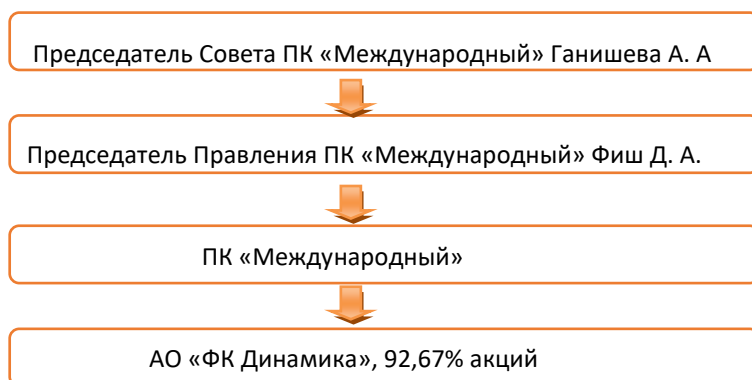 Председатель Совета ПК «Международный» Ганишева А. А
Председатель Правления ПК «Международный» Фиш Д. А.
ПК «Международный»
АО «ФК Динамика», 92,67% акций